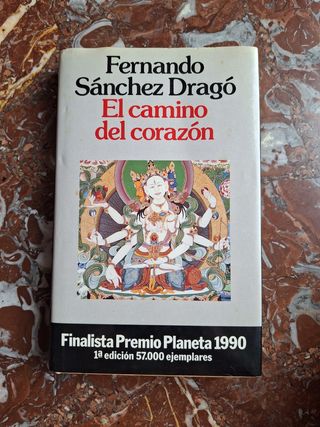 Fernando
Sánchez Dragó
El camino
del corazón
Finalista Premio Planeta 1990
1ª edición 57.000 ejemplares